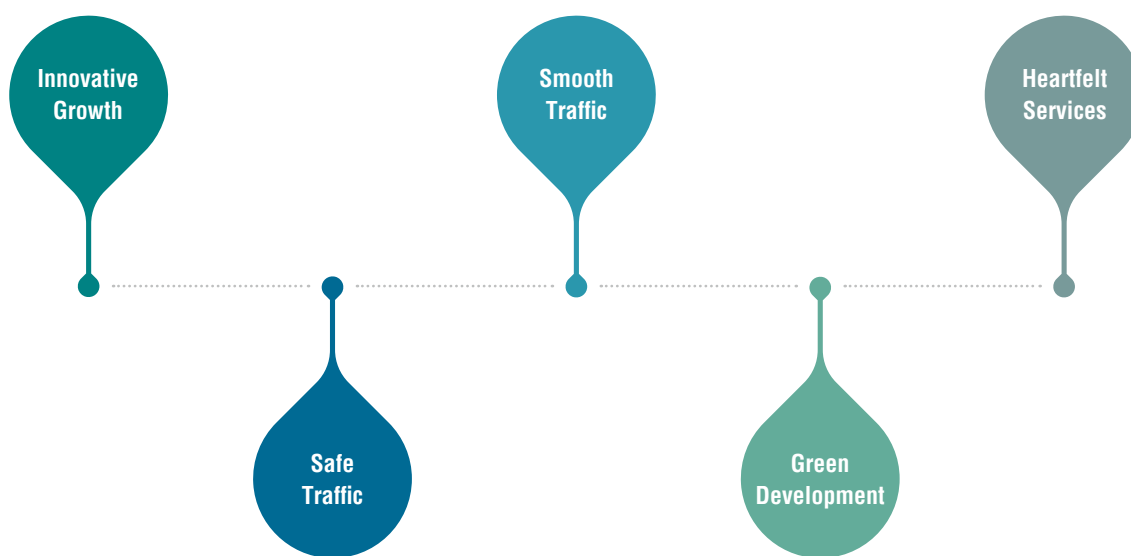 Innovative
Growth
Safe
Traffic
Smooth
Traffic
Green
Development
Heartfelt
Services